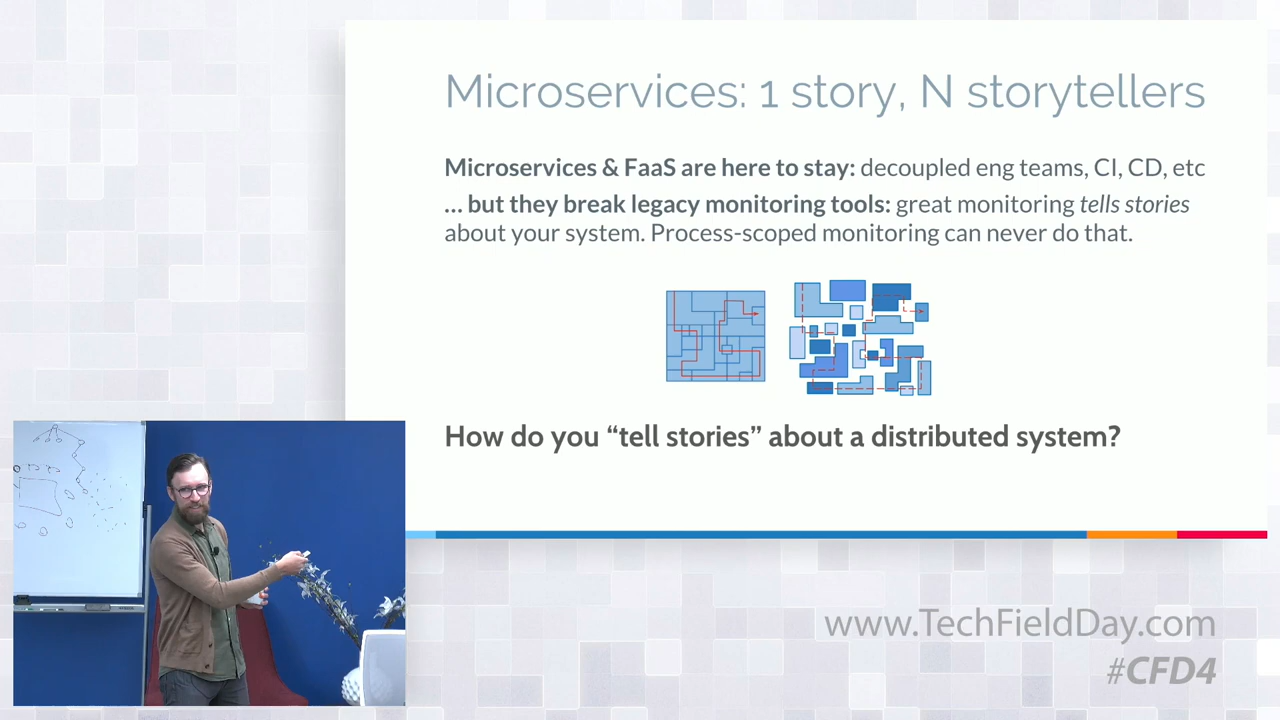 Microservices: 1 story, N storytellers
Microservices & FaaS are here to stay: decoupled eng teams, CI, CD, etc
... but they break legacy monitoring tools: great monitoring tells stories
about your system. Process-scoped monitoring can never do that.
How do you “tell stories” about a distributed system?
www.TechFieldDay.com
#CFD4